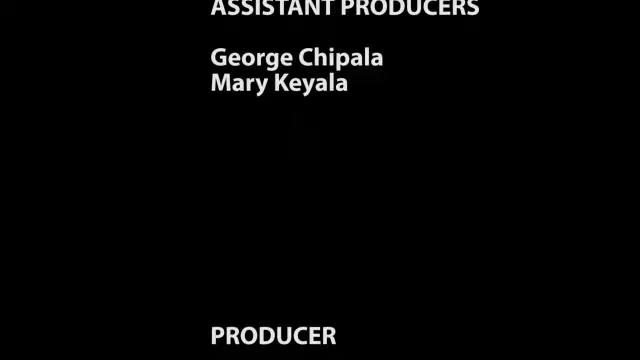 ASSISTANT PRODUCERS
George Chipala
Mary Keyala
PRODUCER